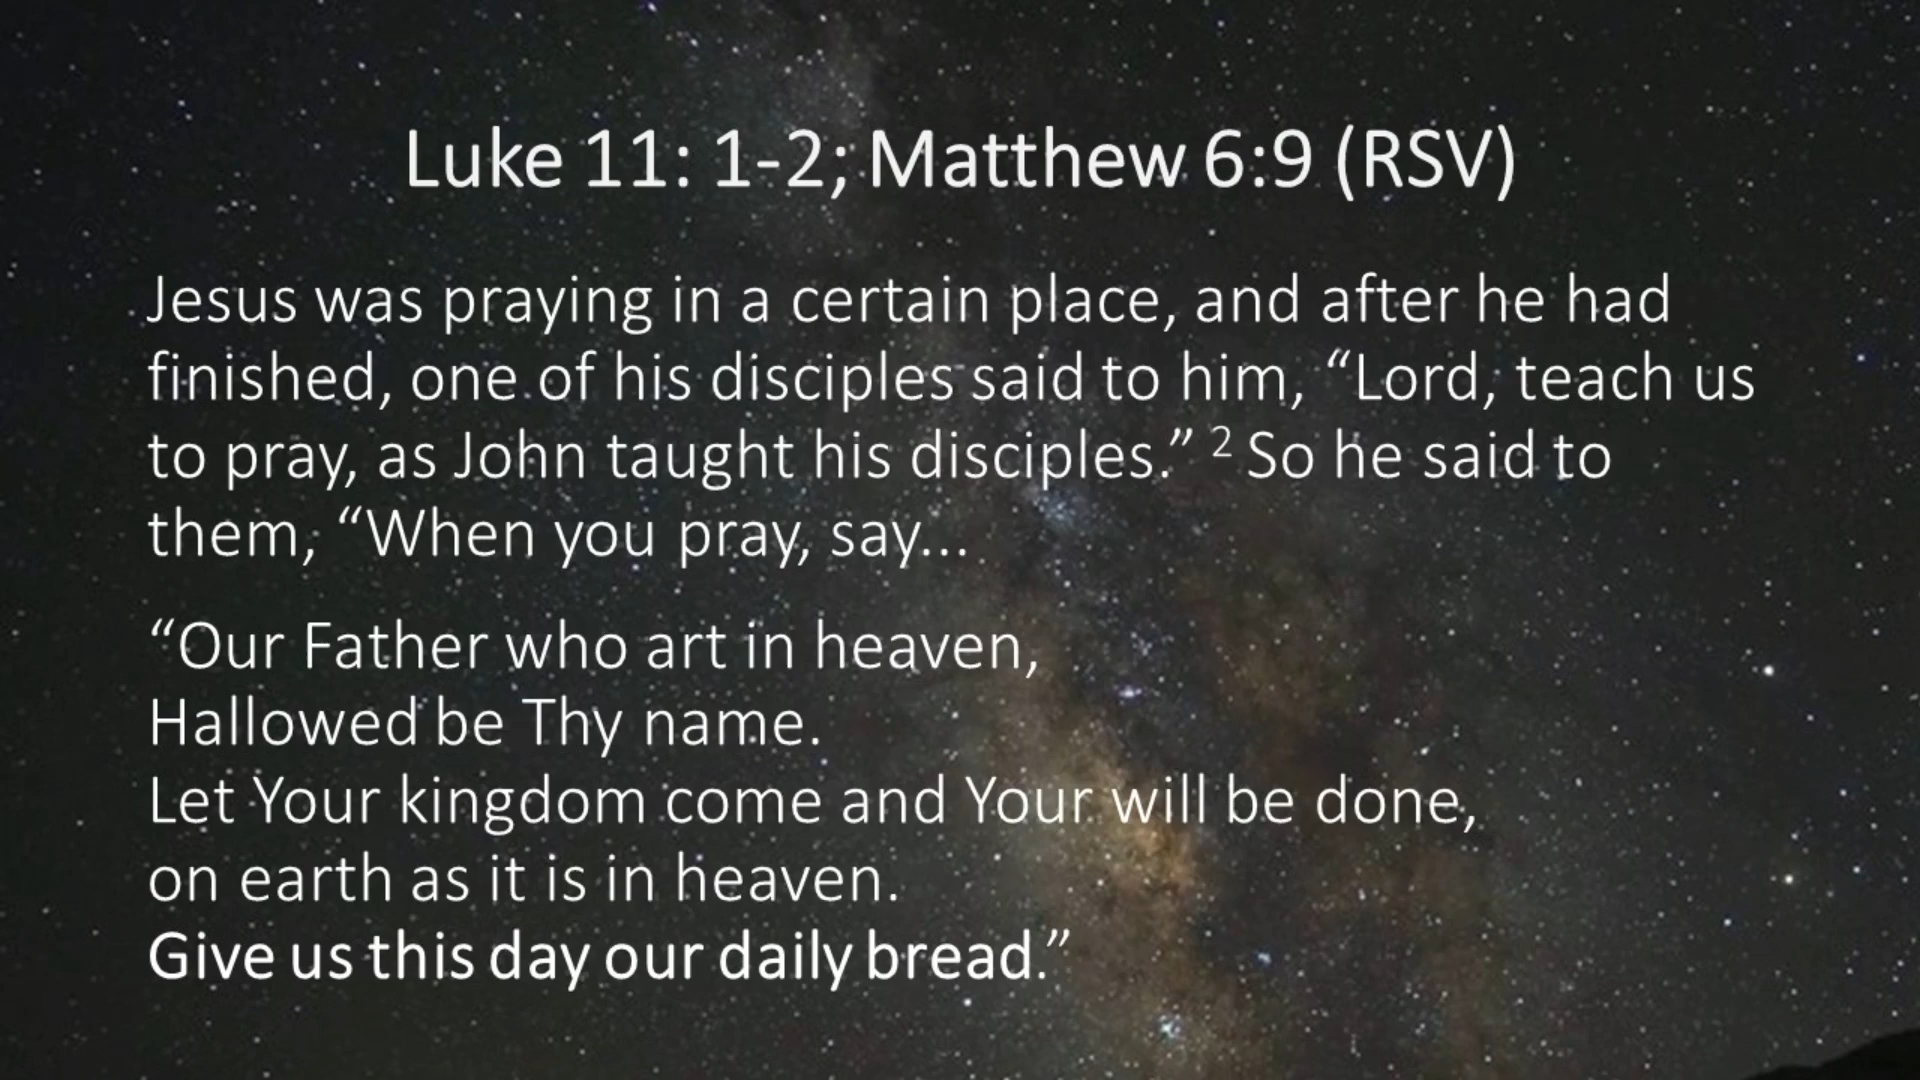 Luke 11: 1-2; Matthew 6:9 (RSV)
Jesus was praying in a certain place, and after he had
finished, one of his disciples said to him, “Lord, teach us
to pray, as John taught his disciples.” ² So he said to
them, “When you pray, say...
“Our Father who art in heaven,
Hallowed be Thy name.
Let Your kingdom come and Your will be done,
on earth as it is in heaven.
Give us this day our daily bread.”